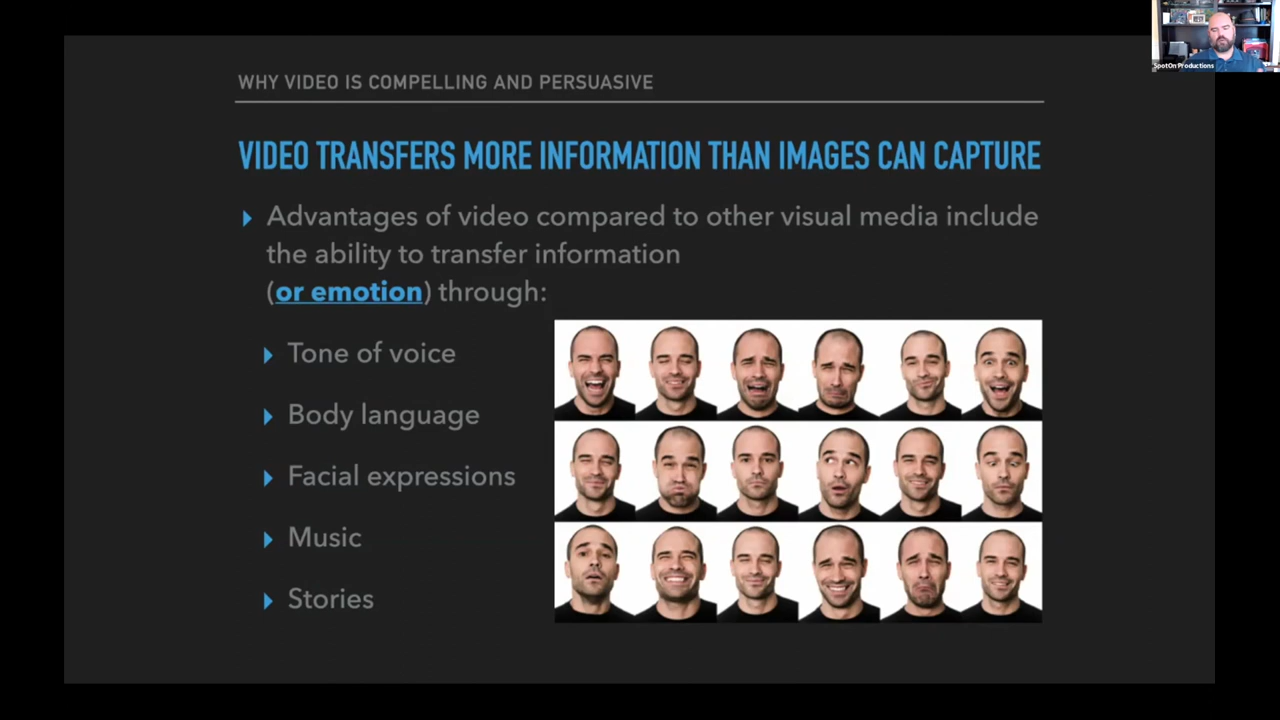 WHY VIDEO IS COMPELLING AND PERSUASIVE
VIDEO TRANSFERS MORE INFORMATION THAN IMAGES CAN CAPTURE
Advantages of video compared to other visual media include
the ability to transfer information
(or emotion) through:
Tone of voice
Body language
Facial expressions
Music
Stories
SpotOn Productions